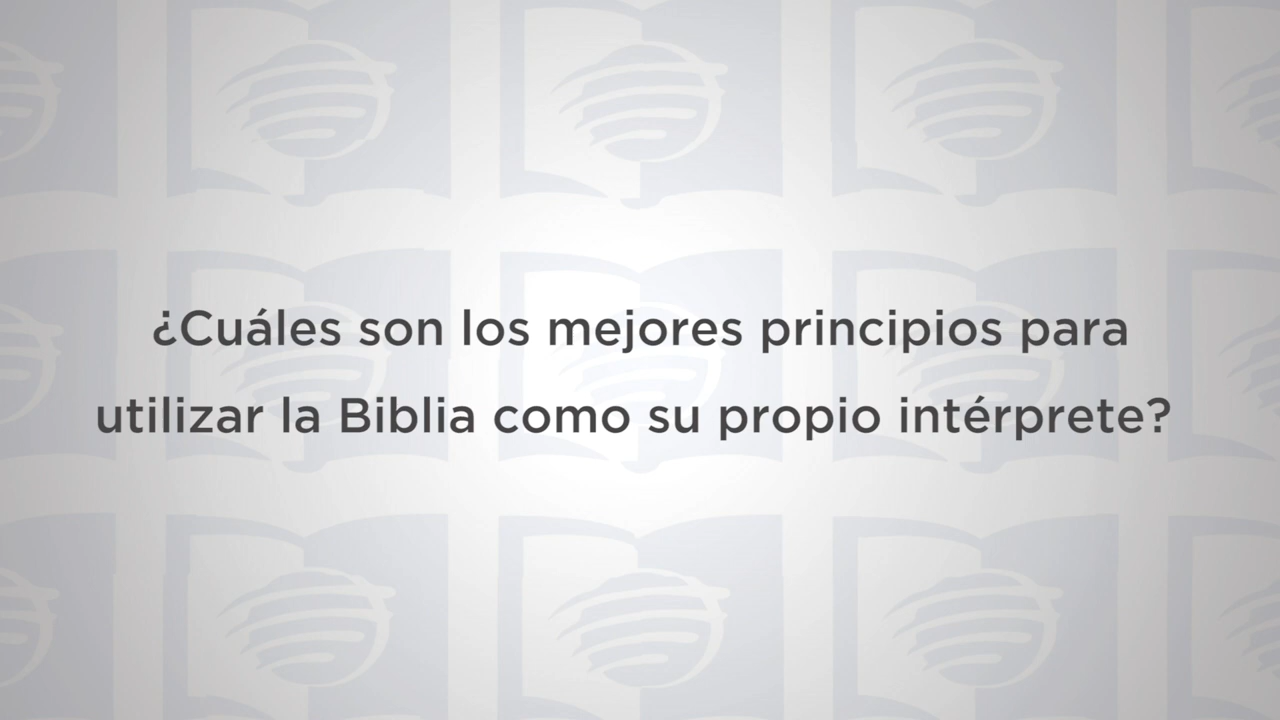 ¿Cuáles son los mejores principios para
utilizar la Biblia como su propio intérprete?